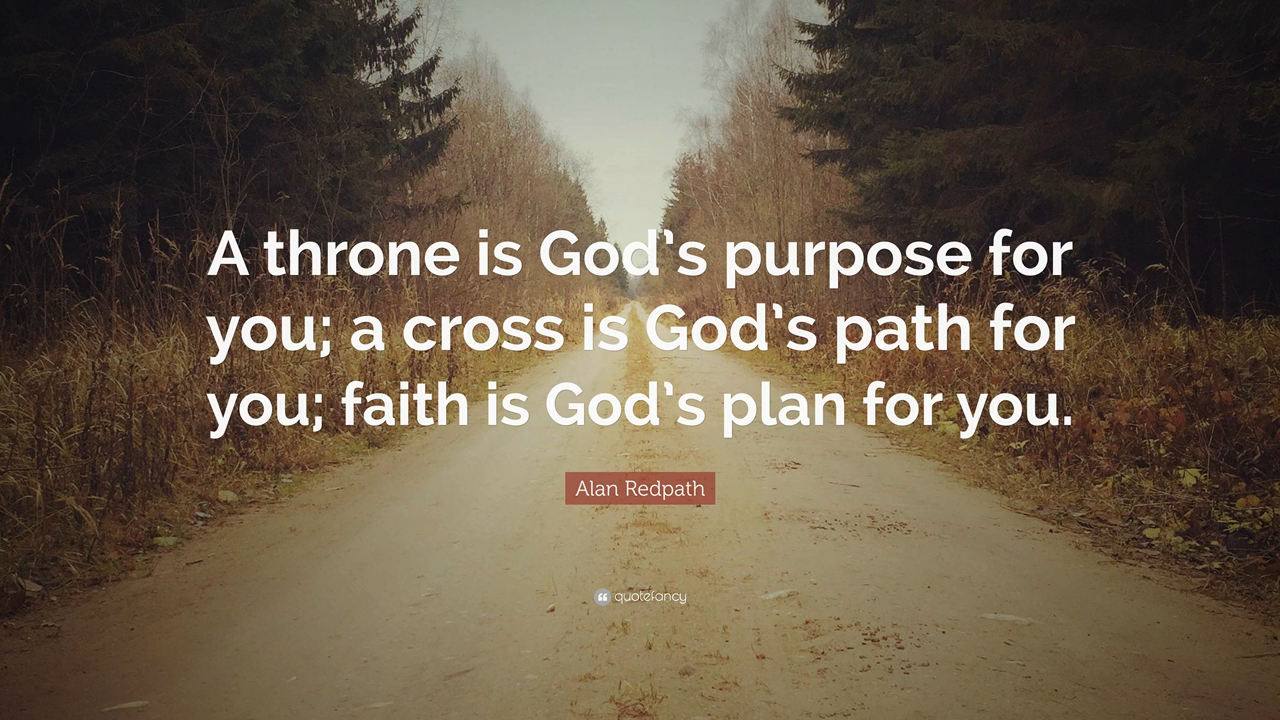 A throne is God’s purpose for
you; a cross is God’s path for
you; faith is God’s plan for you.
Alan Redpath
quotefancy